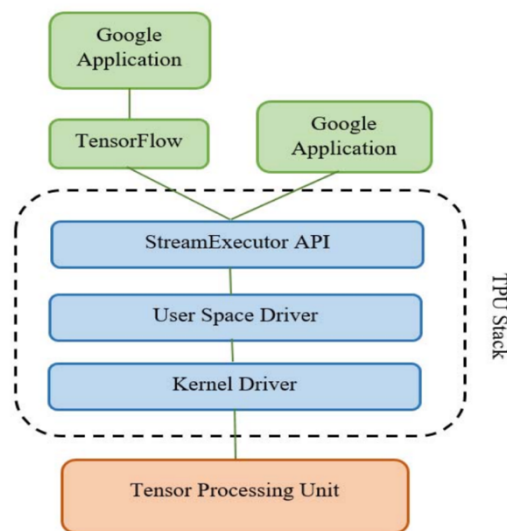 Google
Application
TensorFlow
Google
Application
StreamExecutor API
User Space Driver
Kernel Driver
TPU Stack
Tensor Processing Unit